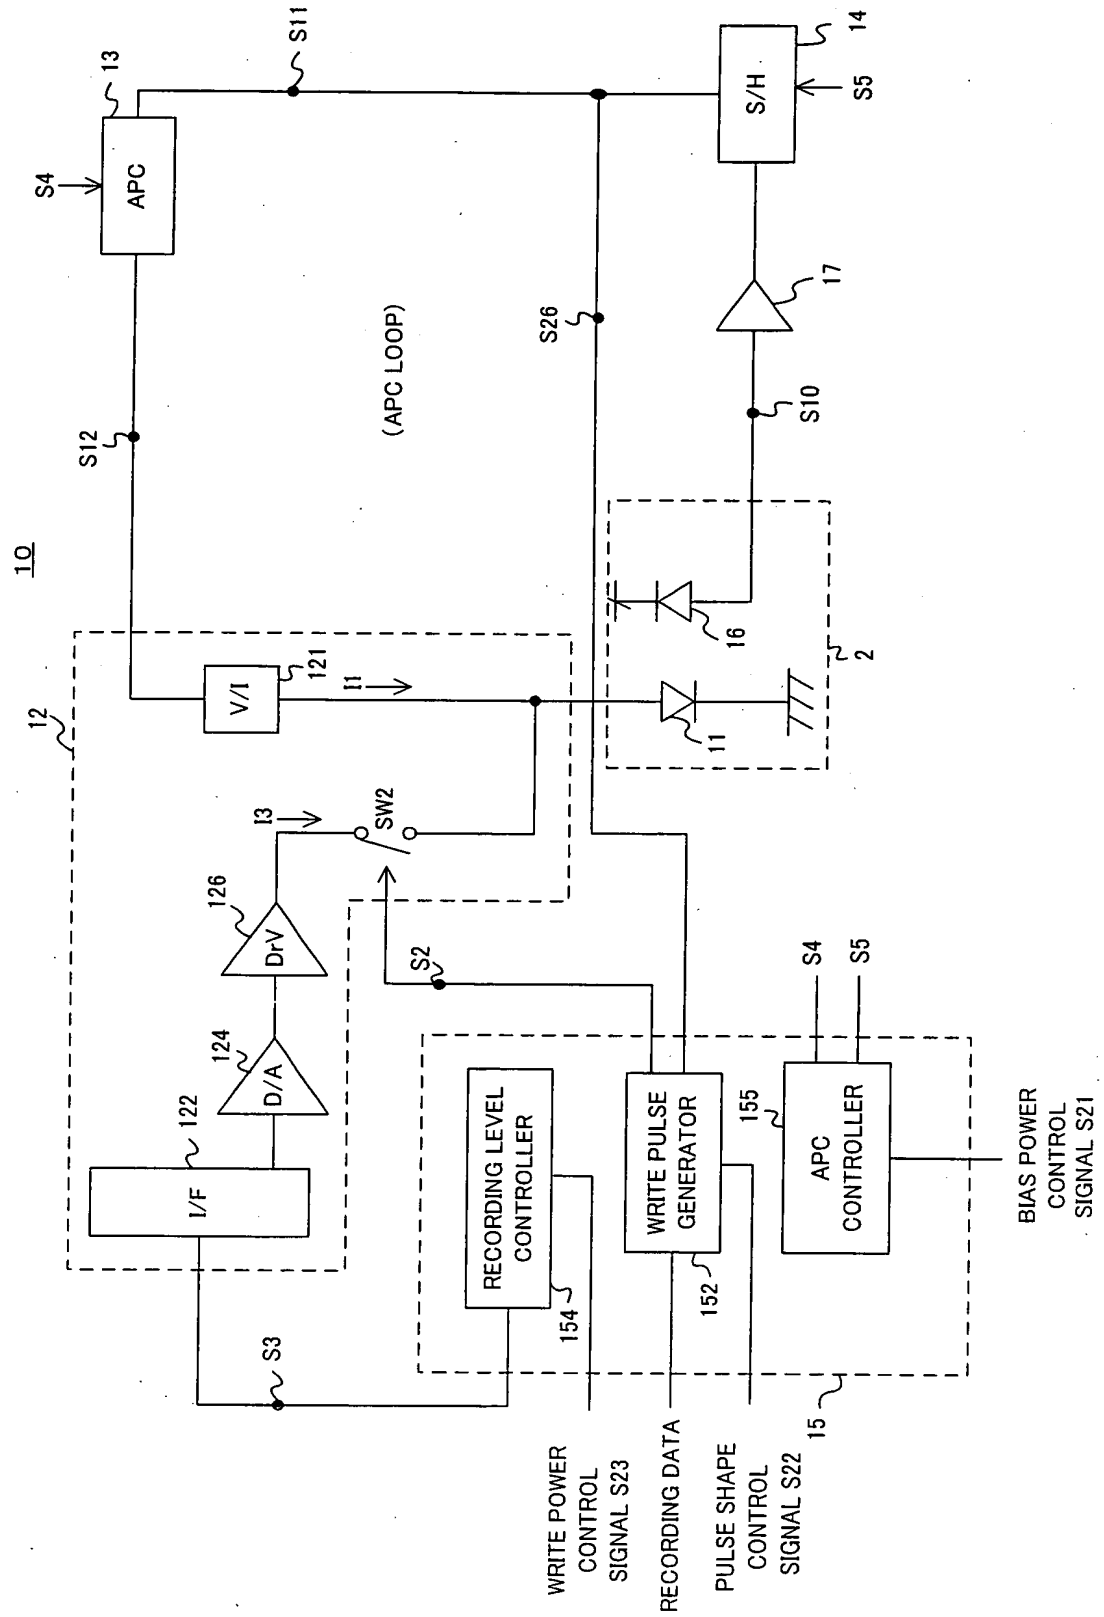 10
12
I/F
122
D/A
124
DrV
126
I3
SW2
V/I
121
I1
S12
S4
APC
13
S11
(APC LOOP)
S3
S2
S26
11
16
2
S10
17
S/H
14
S5
RECORDING LEVEL
CONTROLLER
154
WRITE PULSE
GENERATOR
152
APC
CONTROLLER
155
S4
S5
15
WRITE POWER
CONTROL
SIGNAL S23
RECORDING DATA
PULSE SHAPE
CONTROL
SIGNAL S22
BIAS POWER
CONTROL
SIGNAL S21